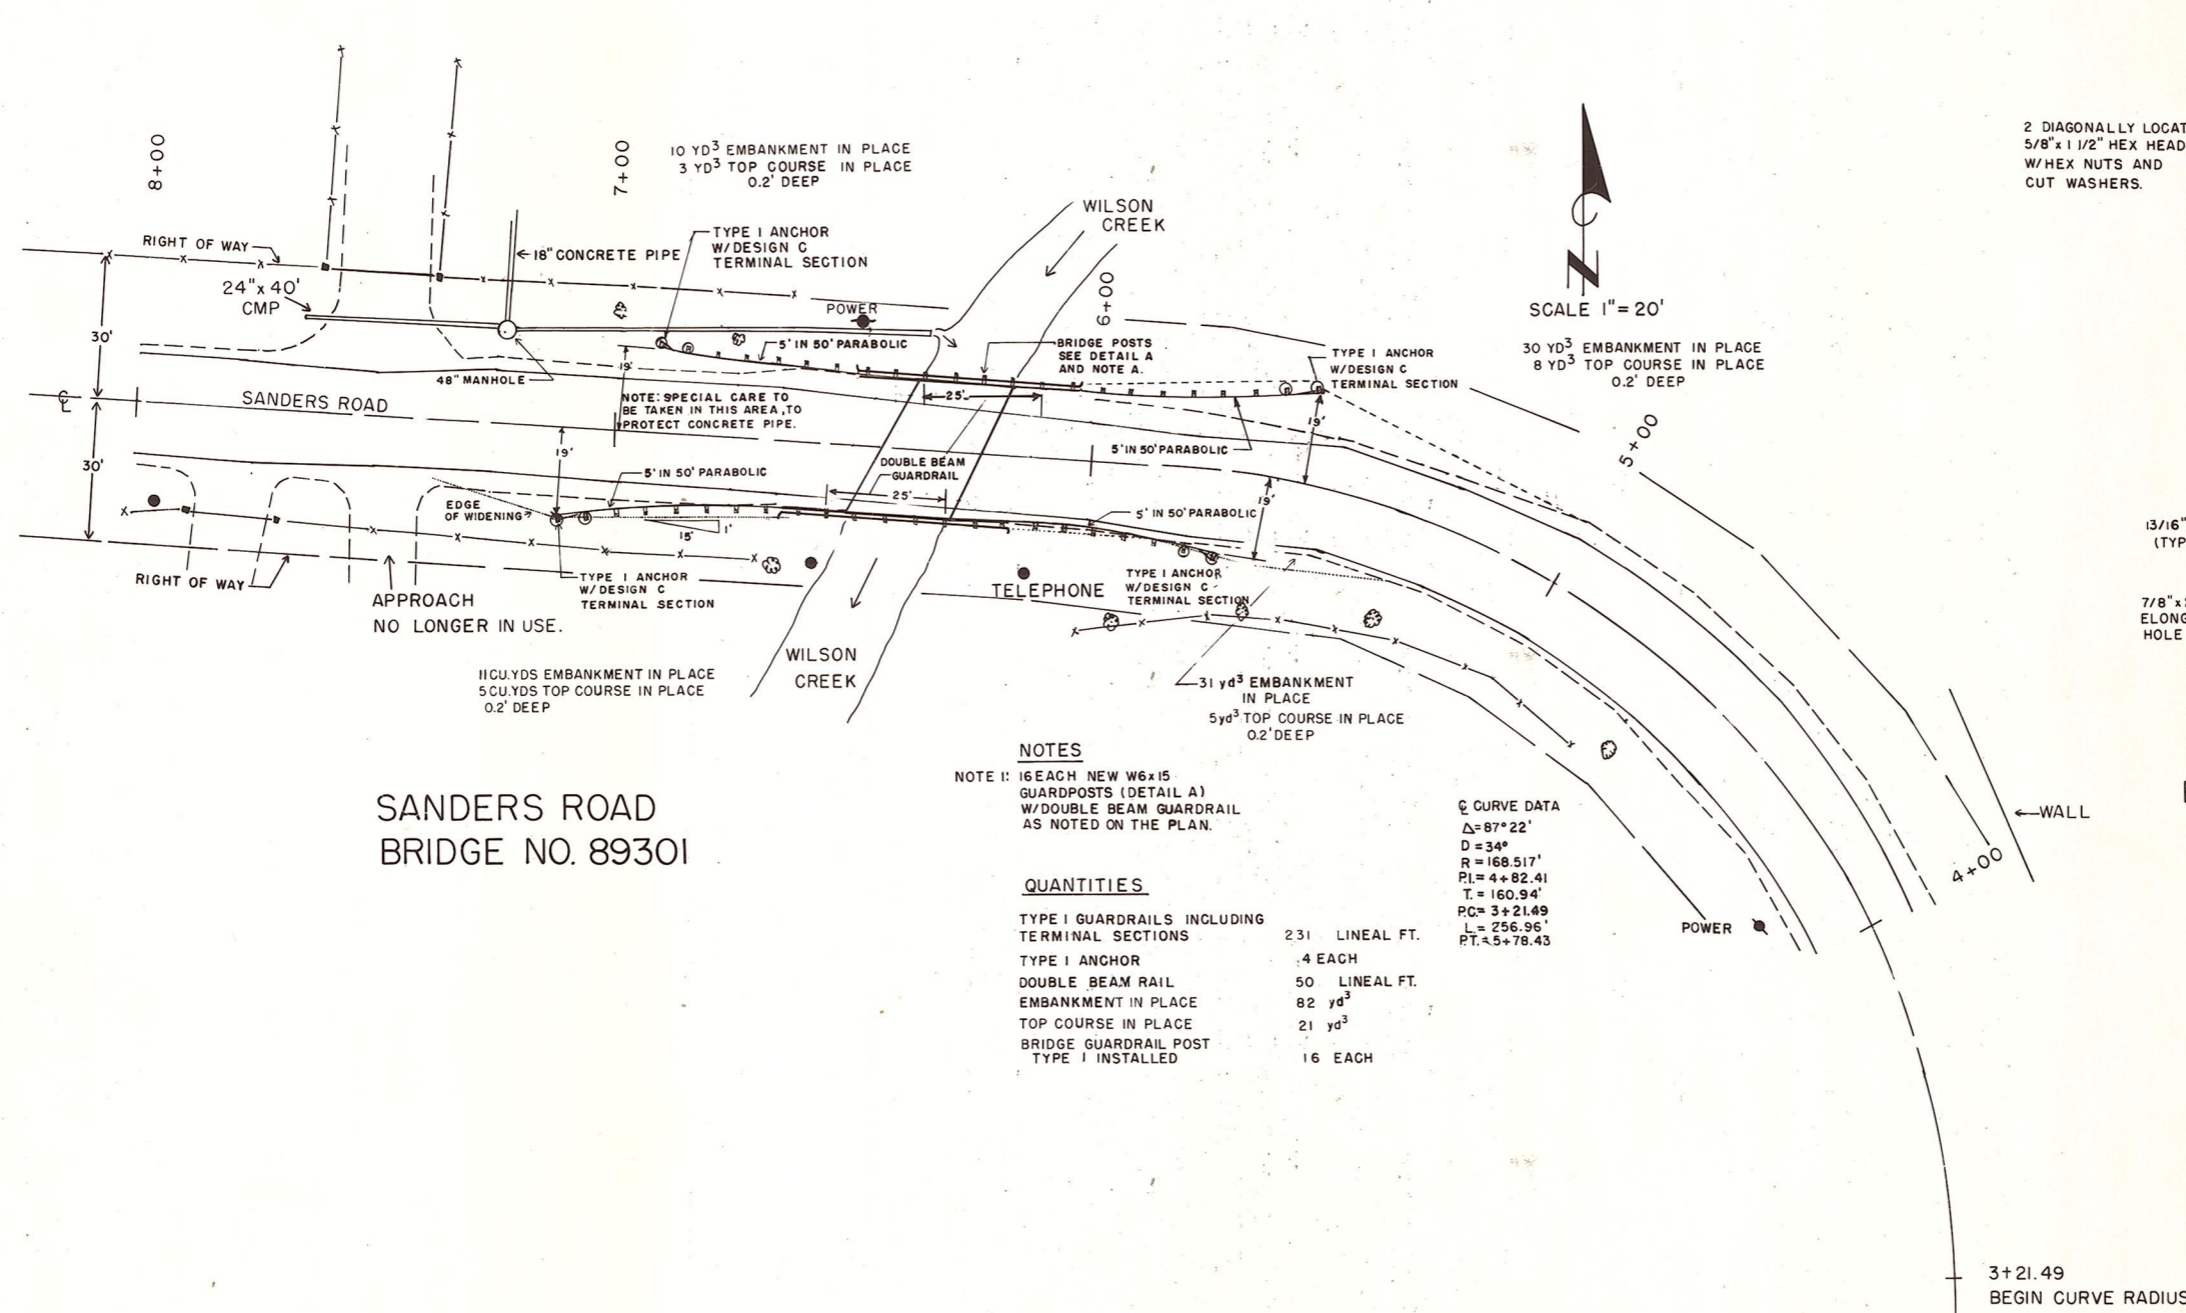 8+00
7+00
10 YD³ EMBANKMENT IN PLACE
3 YD³ TOP COURSE IN PLACE
0.2' DEEP
WILSON
CREEK
2 DIAGONALLY LOCAT
5/8"x 1 1/2" HEX HEAD
W/HEX NUTS AND
CUT WASHERS.
RIGHT OF WAY
18" CONCRETE PIPE
TYPE I ANCHOR
W/DESIGN C
TERMINAL SECTION
24"x 40'
CMP
POWER
6+00
N
SCALE 1"= 20'
30 YD³ EMBANKMENT IN PLACE
8 YD³ TOP COURSE IN PLACE
0.2' DEEP
30'
48" MANHOLE
19'
5' IN 50' PARABOLIC
BRIDGE POSTS
SEE DETAIL A
AND NOTE A.
TYPE I ANCHOR
W/DESIGN C
TERMINAL SECTION
25'
℄
SANDERS ROAD
NOTE: SPECIAL CARE TO
BE TAKEN IN THIS AREA, TO
PROTECT CONCRETE PIPE.
19'
5' IN 50' PARABOLIC
5+00
30'
19'
5' IN 50' PARABOLIC
DOUBLE BEAM
GUARDRAIL
25'
19'
EDGE
OF WIDENING
15'
1'
5' IN 50' PARABOLIC
13/16"
(TYP
RIGHT OF WAY
APPROACH
NO LONGER IN USE.
TYPE I ANCHOR
W/DESIGN C
TERMINAL SECTION
TELEPHONE
TYPE I ANCHOR
W/DESIGN C
TERMINAL SECTION
7/8"x
ELONG
HOLE
WILSON
CREEK
11 CU.YDS EMBANKMENT IN PLACE
5 CU.YDS TOP COURSE IN PLACE
0.2' DEEP
31 yd³ EMBANKMENT
IN PLACE
5 yd³ TOP COURSE IN PLACE
0.2' DEEP
SANDERS ROAD
BRIDGE NO. 89301
NOTES
NOTE 1: 16 EACH NEW W6x15
GUARDPOSTS (DETAIL A)
W/DOUBLE BEAM GUARDRAIL
AS NOTED ON THE PLAN.
℄ CURVE DATA
Δ=87°22'
D = 34°
R = 168.517'
P.I.= 4+82.41
T. = 160.94'
P.C.= 3+21.49
L = 256.96'
P.T.= 5+78.43
WALL
4+00
POWER
QUANTITIES
TYPE I GUARDRAILS INCLUDING
TERMINAL SECTIONS 231 LINEAL FT.
TYPE I ANCHOR 4 EACH
DOUBLE BEAM RAIL 50 LINEAL FT.
EMBANKMENT IN PLACE 82 yd³
TOP COURSE IN PLACE 21 yd³
BRIDGE GUARDRAIL POST
TYPE I INSTALLED 16 EACH
3+21.49
BEGIN CURVE RADIUS